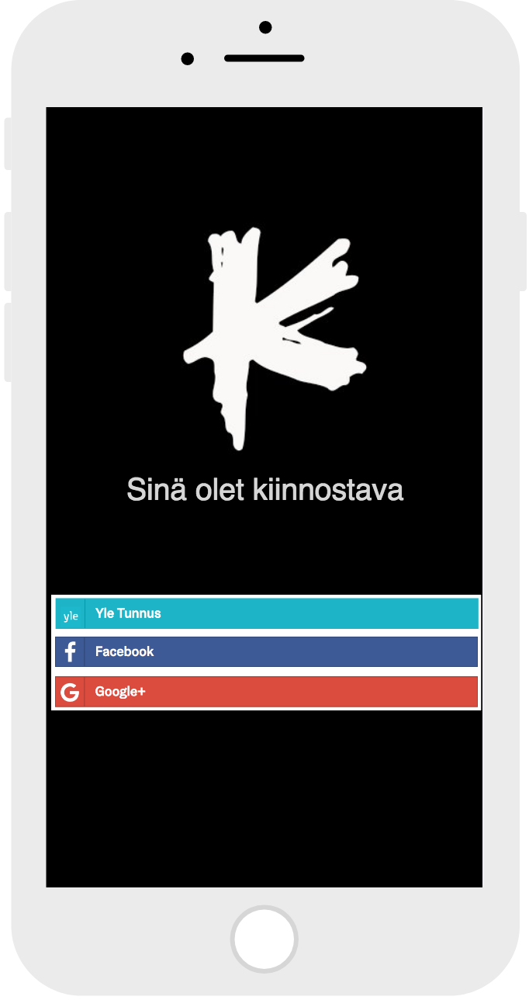 K
Sinä olet kiinnostava
yle Yle Tunnus
f Facebook
G Google+